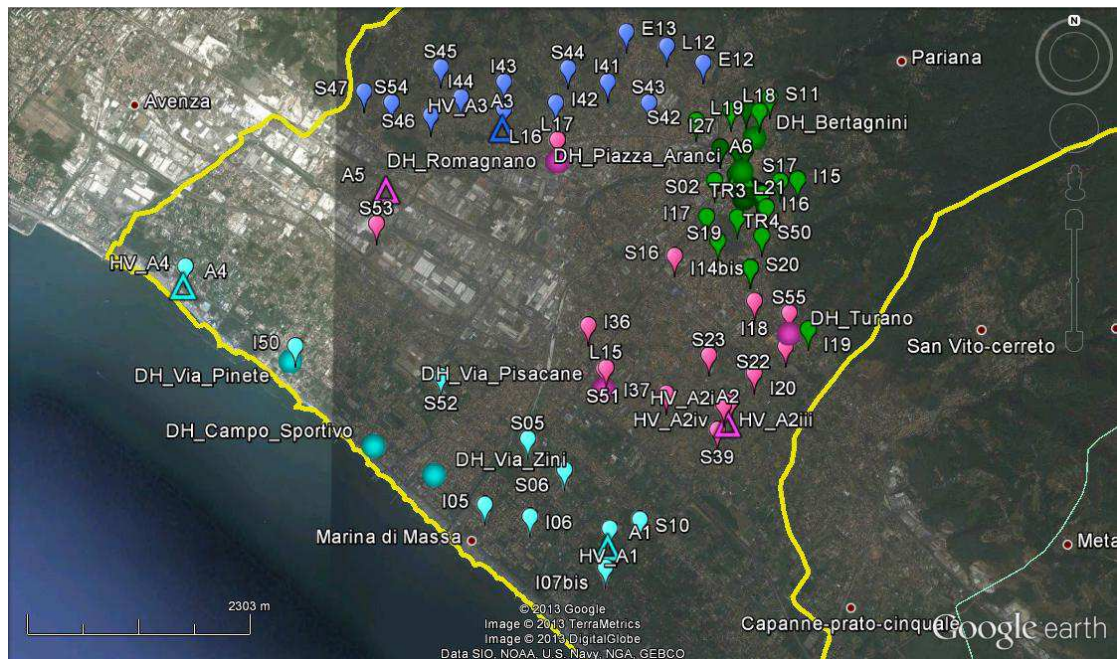 N
E13
L12
E12
Pariana
S45
S44
I43
I41
I44
S54
S47
Avenza
HV_A3
A3
I42
S43
S46
L17
S42
L18
S11
L19
I27
DH_Bertagnini
L16
DH_Romagnano
DH_Piazza_Aranci
A6
S17
A5
S02
TR3
L21
I15
S53
I17
TR4
I16
S19
S50
HV_A4
A4
S16
I14bis
S20
I18
S55
DH_Turano
I19
San Vito-cerreto
I36
I50
DH_Via_Pinete
L15
DH_Via_Pisacane
S23
S22
I20
S52
S51
I37
HV_A2i
A2
HV_A2iv
HV_A2iii
S39
DH_Campo_Sportivo
S05
DH_Via_Zini
S06
I05
I06
Marina di Massa
A1
S10
HV_A1
I07bis
Meta
Capanne-prato-cinquale
2303 m
© 2013 Google
Image © 2013 TerraMetrics
Image © 2013 DigitalGlobe
Data SIO, NOAA, U.S. Navy, NGA, GEBCO
Google earth